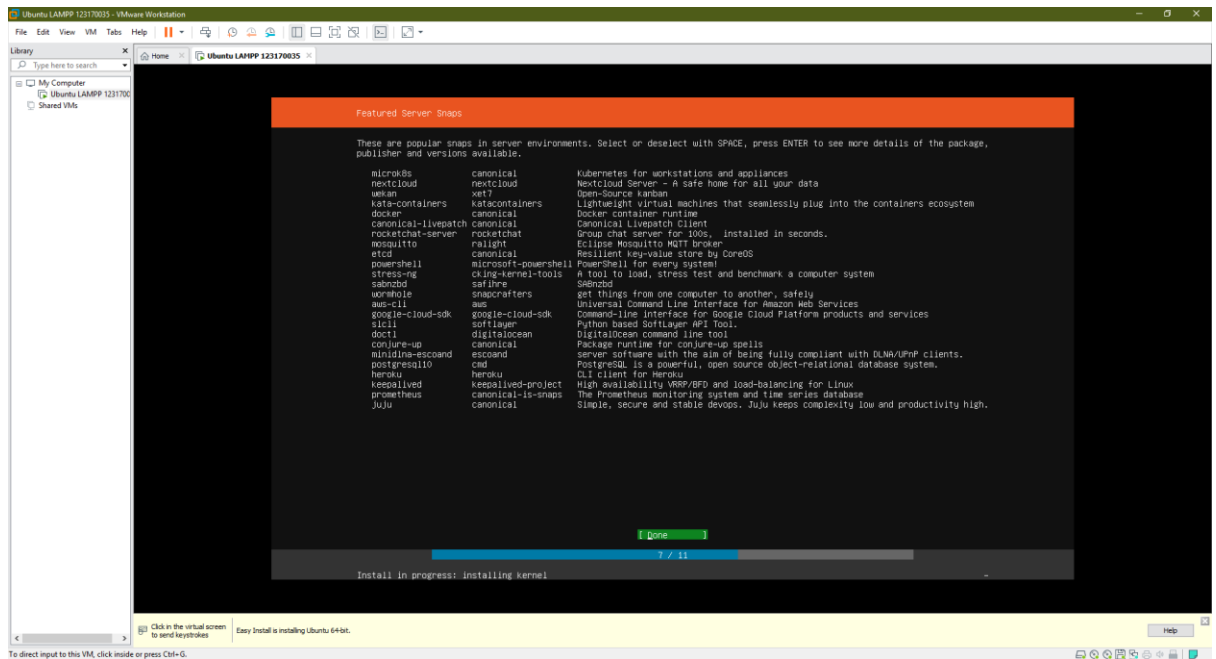 Ubuntu LAMPP 123170035 - VMware Workstation
File Edit View VM Tabs Help
Library
Type here to search
My Computer
Ubuntu LAMPP 1231700
Shared VMs
Home
Ubuntu LAMPP 123170035
Featured Server Snaps
These are popular snaps in server environments. Select or deselect with SPACE, press ENTER to see more details of the package,
publisher and versions available.
microk8s canonical Kubernetes for workstations and appliances
nextcloud nextcloud Nextcloud Server - A safe home for all your data
wekan xet7 Open-Source kanban
kata-containers katacontainers Lightweight virtual machines that seamlessly plug into the containers ecosystem
docker canonical Docker container runtime
canonical-livepatch canonical Canonical Livepatch Client
rocketchat-server rocketchat Group chat server for 100s, installed in seconds.
mosquitto ralight Eclipse Mosquitto MQTT broker
etcd canonical Resilient key-value store by CoreOS
powershell microsoft-powershell PowerShell for every system!
stress-ng cking-kernel-tools A tool to load, stress test and benchmark a computer system
sabnzbd safihre SABnzbd
wormhole snapcrafters get things from one computer to another, safely
aws-cli aws Universal Command Line Interface for Amazon Web Services
google-cloud-sdk google-cloud-sdk Command-line interface for Google Cloud Platform products and services
slcli softlayer Python based SoftLayer API Tool.
doctl digitalocean DigitalOcean command line tool
conjure-up canonical Package runtime for conjure-up spells
minidlna-escoand escoand server software with the aim of being fully compliant with DLNA/UPnP clients.
postgresql10 cmd PostgreSQL is a powerful, open source object-relational database system.
heroku heroku CLI client for Heroku
keepalived keepalived-project High availability VRRP/BFD and load-balancing for Linux
prometheus canonical-is-snaps The Prometheus monitoring system and time series database
juju canonical Simple, secure and stable devops. Juju keeps complexity low and productivity high.
[ Done ]
7 / 11
Install in progress: installing kernel
Click in the virtual screen
to send keystrokes
Easy Install is installing Ubuntu 64-bit.
Help
To direct input to this VM, click inside or press Ctrl+G.